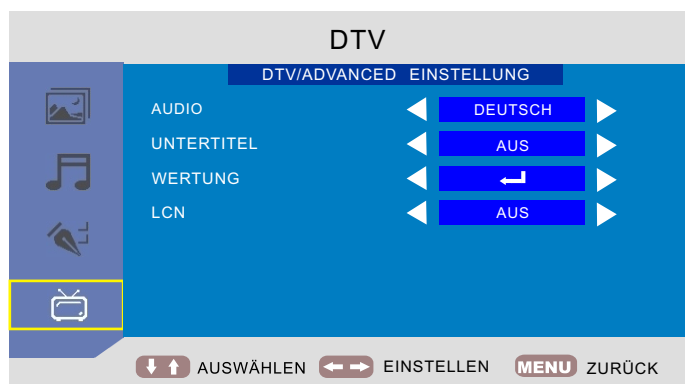 DTV
DTV/ADVANCED EINSTELLUNG
AUDIO DEUTSCH
UNTERTITEL AUS
WERTUNG
LCN AUS
AUSWÄHLEN EINSTELLEN MENU ZURÜCK